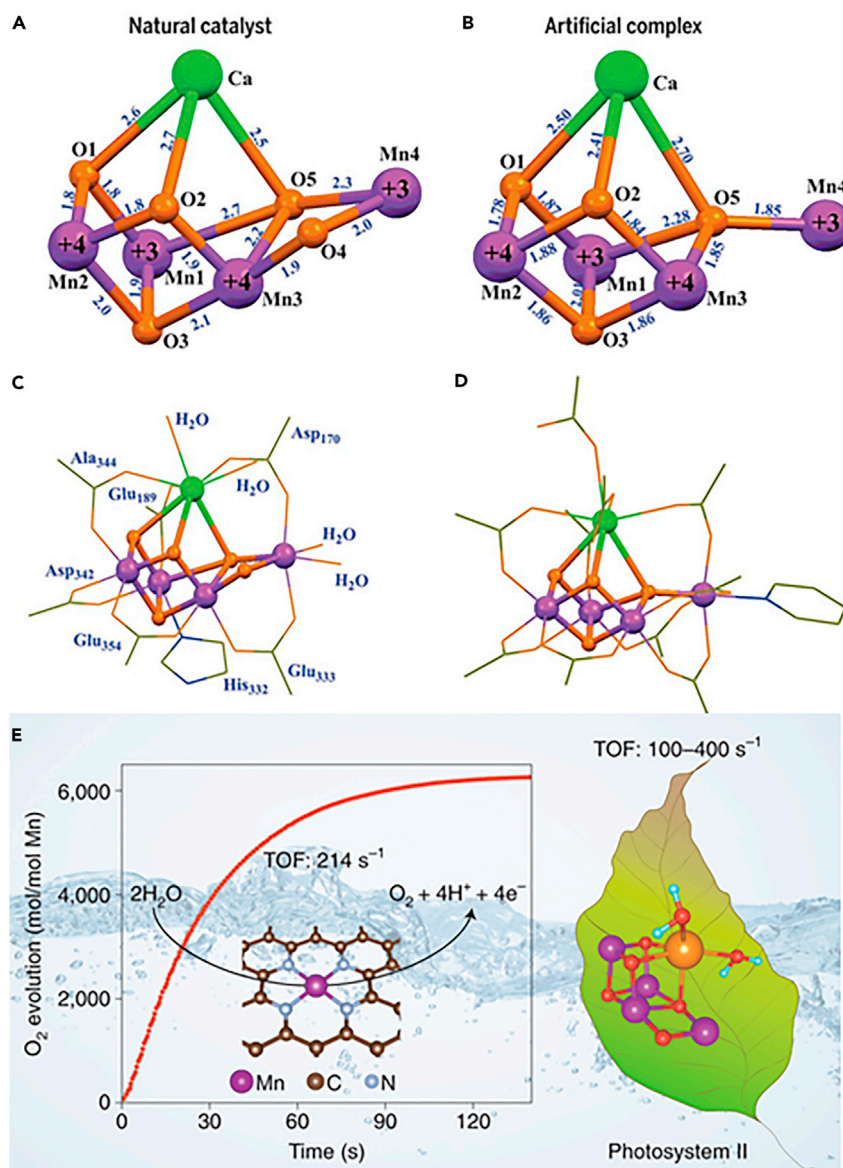 A
Natural catalyst
Ca
2.6
2.7
2.5
O1
Mn4
1.8
1.8
1.8
O2
O5
2.3
+3
2.7
+4
+3
1.9
2.2
O4
2.0
Mn2
Mn1
+4
1.9
2.0
1.9
Mn3
2.1
O3
B
Artificial complex
Ca
2.50
2.41
2.70
O1
Mn4
1.78
1.87
O2
1.84
O5
1.85
+3
2.28
+4
1.88
+3
1.85
Mn2
Mn1
+4
2.01
1.86
1.86
Mn3
O3
C
H₂O
Asp₁₇₀
Ala₃₄₄
H₂O
Glu₁₈₉
H₂O
H₂O
Asp₃₄₂
Glu₃₅₄
His₃₃₂
Glu₃₃₃
D
E
TOF: 100–400 s⁻¹
O₂ evolution (mol/mol Mn)
6,000
4,000
2,000
0
TOF: 214 s⁻¹
2H₂O
O₂ + 4H⁺ + 4e⁻
Mn C N
0 30 60 90 120
Time (s)
Photosystem II